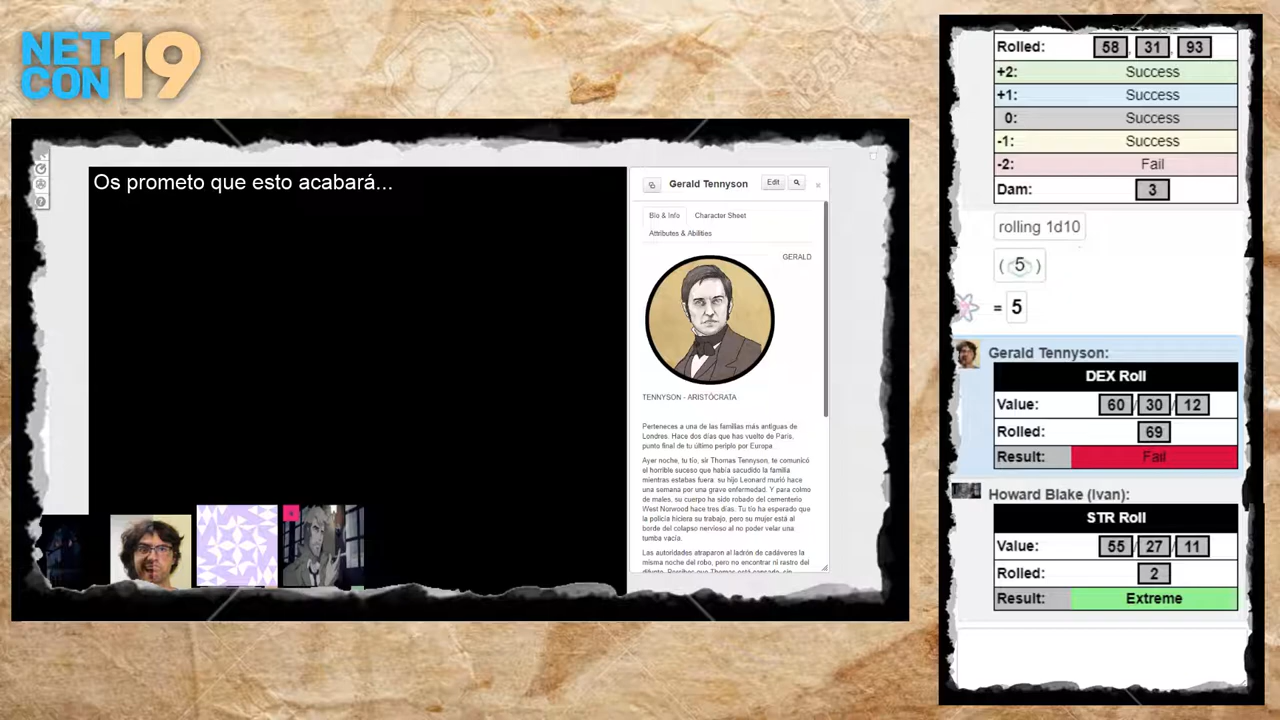 NET
CON 19
Os prometo que esto acabará...
Gerald Tennyson
Edit
Bio & Info
Character Sheet
Attributes & Abilities
GERALD
TENNYSON - ARISTÓCRATA
Perteneces a una de las familias más antiguas de
Londres. Hace dos días que has vuelto de París,
punto final de tu último periplo por Europa.
Ayer noche, tu tío, sir Thomas Tennyson, te comunicó
el horrible suceso que había sacudido la familia
mientras estabas fuera: su hijo Leonard murió hace
una semana por una grave enfermedad. Y para colmo
de males, su cuerpo ha sido robado del cementerio
West Norwood hace tres días. Tu tío ha esperado que
la policía hiciera su trabajo, pero su mujer está al
borde del colapso nervioso al no poder velar una
tumba vacía.
Las autoridades atraparon al ladrón de cadáveres la
misma noche del robo, pero no encontrar ni rastro del
Rolled: 58, 31, 93
+2: Success
+1: Success
0: Success
-1: Success
-2: Fail
Dam: 3
rolling 1d10
( 5 )
= 5
Gerald Tennyson:
DEX Roll
Value: 60/ 30/ 12
Rolled: 69
Result: Fail
Howard Blake (Ivan):
STR Roll
Value: 55/ 27/ 11
Rolled: 2
Result: Extreme